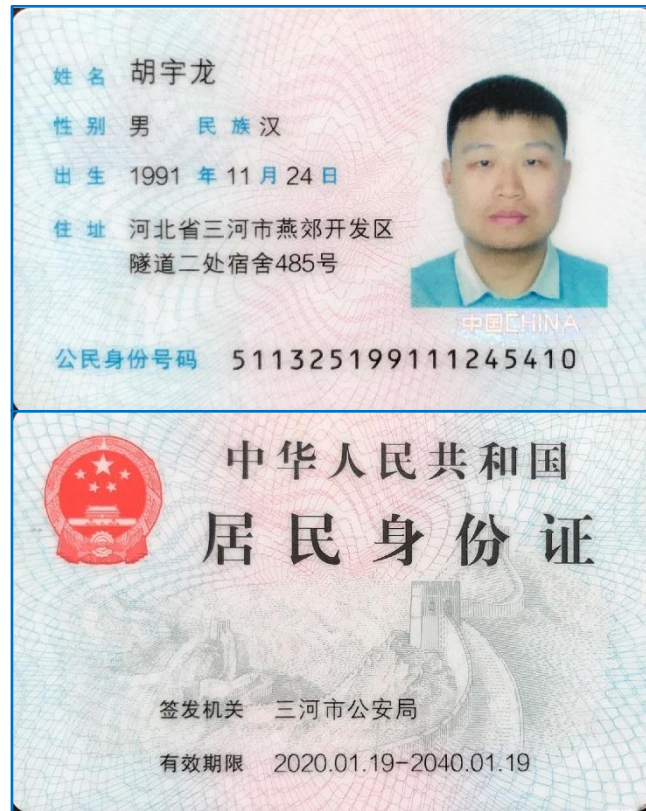 姓名 胡宇龙
性别 男 民族 汉
出生 1991 年 11 月 24 日
住址 河北省三河市燕郊开发区
隧道二处宿舍485号
中国CHINA
公民身份号码 511325199111245410
中华人民共和国
居民身份证
签发机关 三河市公安局
有效期限 2020.01.19-2040.01.19